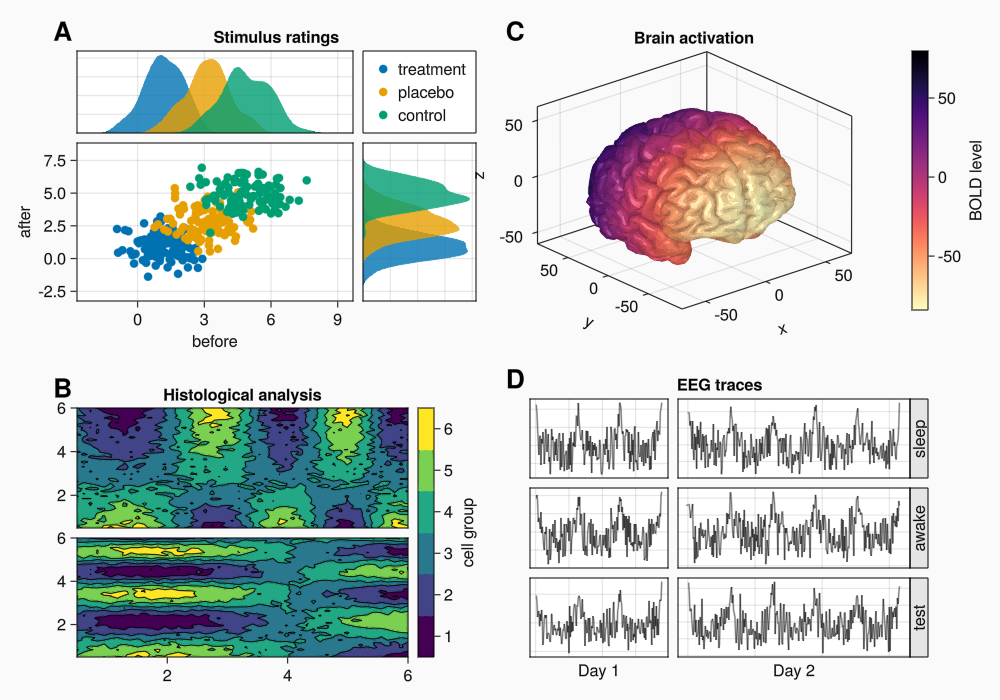 A
Stimulus ratings
treatment
placebo
control
7.5
5.0
2.5
0.0
-2.5
after
0
3
6
9
before
C
Brain activation
50
0
-50
z
50
0
-50
y
-50
0
50
x
50
0
-50
BOLD level
B
Histological analysis
6
4
2
6
4
2
2
4
6
6
5
4
3
2
1
cell group
D
EEG traces
sleep
awake
test
Day 1
Day 2